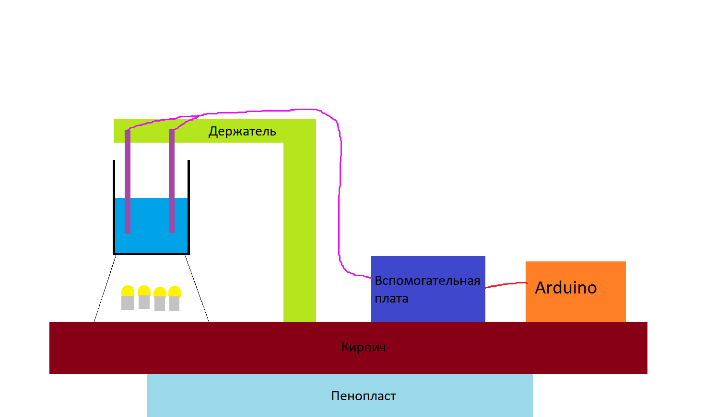 Держатель
Вспомогательная
плата
Arduino
Кирпич
Пенопласт